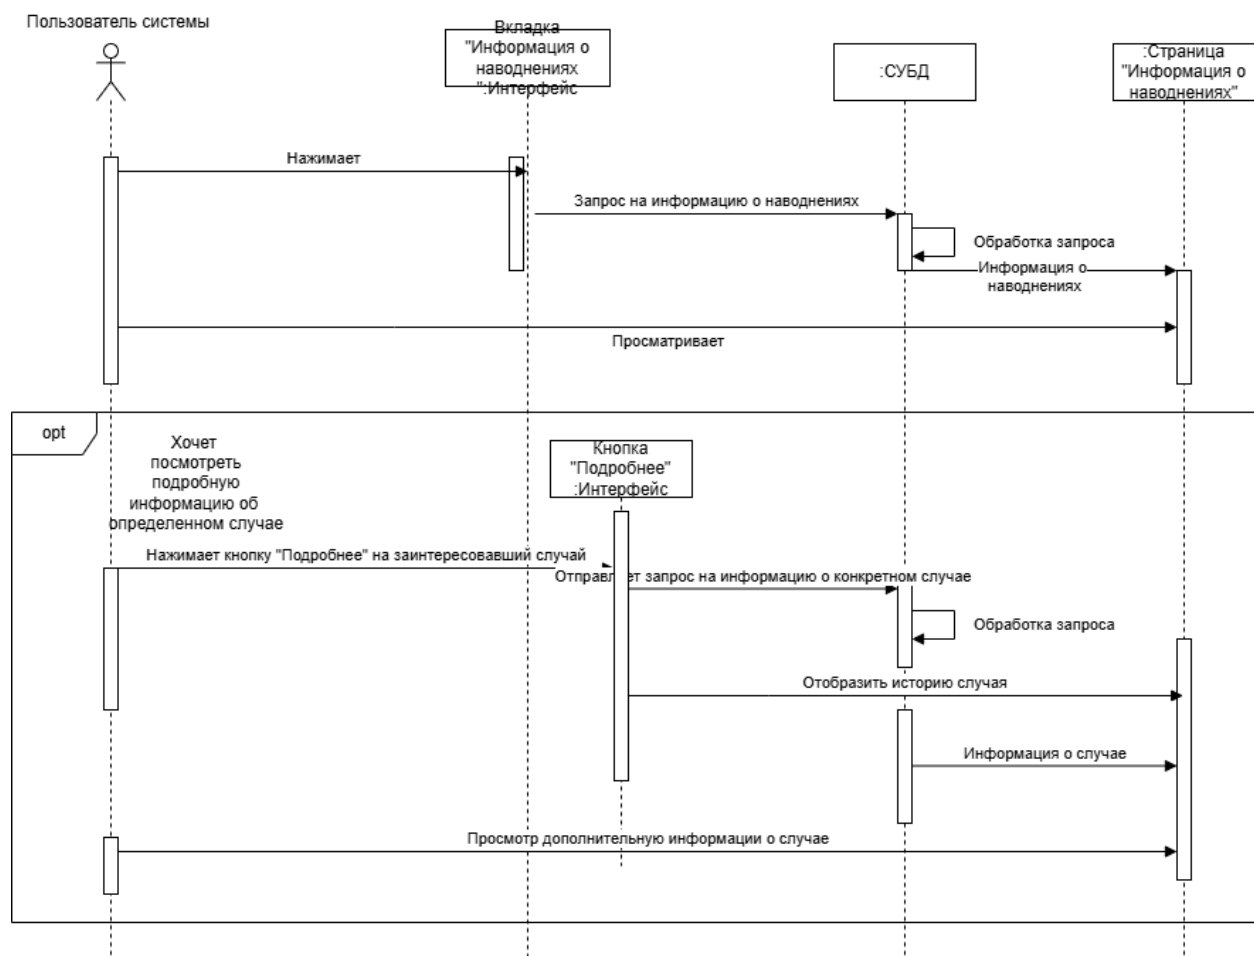 Пользователь системы
Вкладка
"Информация о
наводнениях
":Интерфейс
:СУБД
:Страница
"Информация о
наводнениях"
Нажимает
Запрос на информацию о наводнениях
Обработка запроса
Информация о
наводнениях
Просматривает
opt
Хочет
посмотреть
подробную
информацию об
определенном случае
Кнопка
"Подробнее"
:Интерфейс
Нажимает кнопку "Подробнее" на заинтересовавший случай
Отправляет запрос на информацию о конкретном случае
Обработка запроса
Отобразить историю случая
Информация о случае
Просмотр дополнительную информации о случае